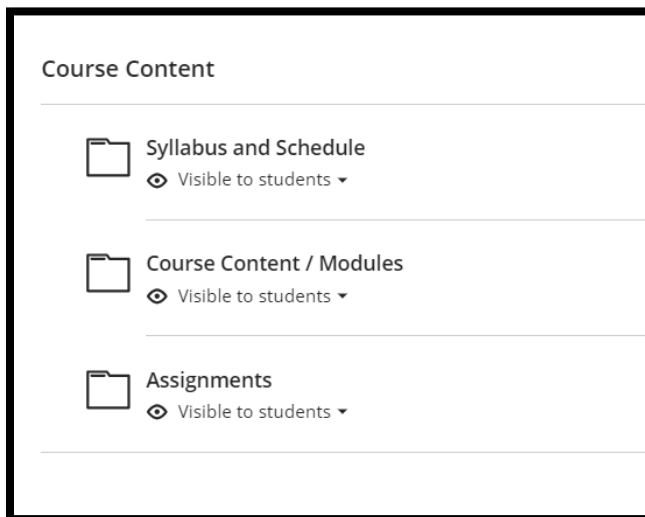 Course Content
Syllabus and Schedule
Visible to students
Course Content / Modules
Visible to students
Assignments
Visible to students